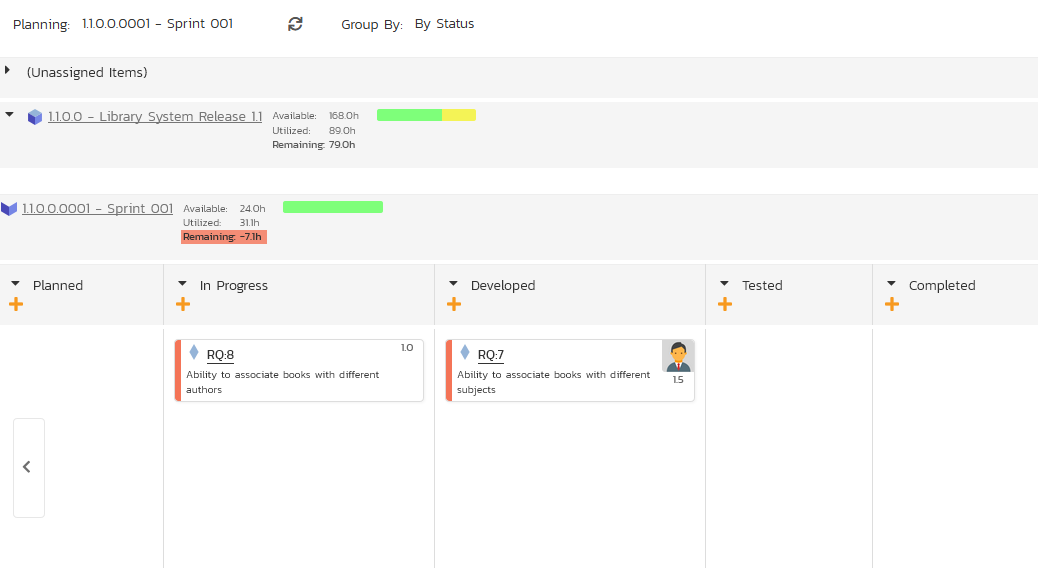 Planning: 1.1.0.0.0001 - Sprint 001 Group By: By Status
(Unassigned Items)
1.1.0.0 - Library System Release 1.1
Available: 168.0h
Utilized: 89.0h
Remaining: 79.0h
1.1.0.0.0001 - Sprint 001
Available: 24.0h
Utilized: 31.1h
Remaining: -7.1h
Planned In Progress Developed Tested Completed
RQ:8 1.0
Ability to associate books with different
authors
RQ:7
Ability to associate books with different
subjects
1.5